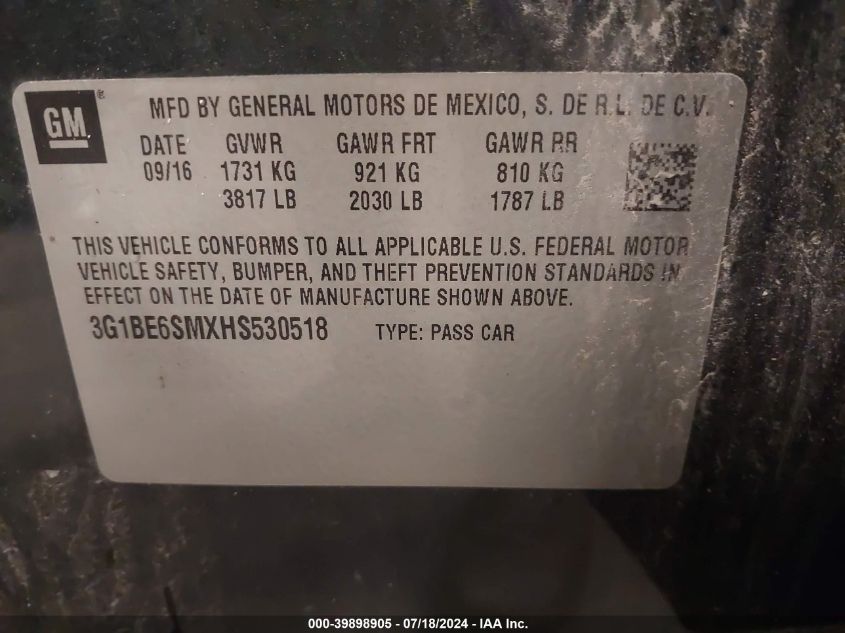 GM ®
MFD BY GENERAL MOTORS DE MEXICO, S. DE R.L. DE C.V.
DATE GVWR GAWR FRT GAWR RR
09/16 1731 KG 921 KG 810 KG
3817 LB 2030 LB 1787 LB
THIS VEHICLE CONFORMS TO ALL APPLICABLE U.S. FEDERAL MOTOR
VEHICLE SAFETY, BUMPER, AND THEFT PREVENTION STANDARDS IN
EFFECT ON THE DATE OF MANUFACTURE SHOWN ABOVE.
3G1BE6SMXHS530518 TYPE: PASS CAR
000-39898905 - 07/18/2024 - IAA Inc.